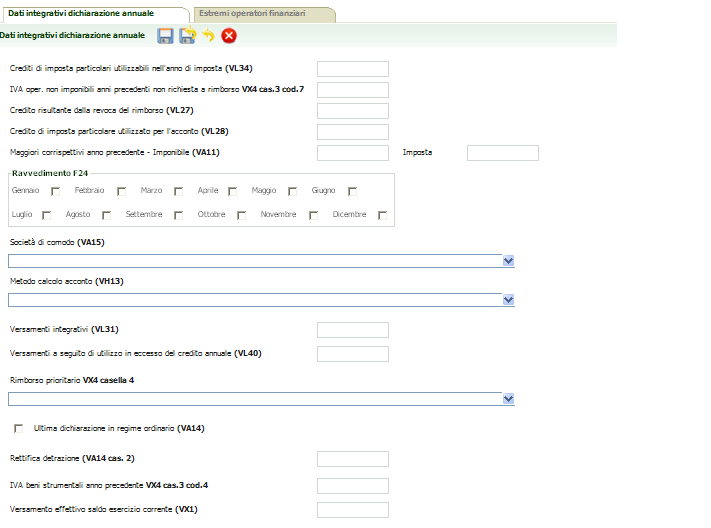 Dati integrativi dichiarazione annuale Estremi operatori finanziari
Dati integrativi dichiarazione annuale
Crediti di imposta particolari utilizzabili nell'anno di imposta (VL34)
IVA oper. non imponibili anni precedenti non richiesta a rimborso VX4 cas.3 cod.7
Credito risultante dalla revoca del rimborso (VL27)
Credito di imposta particolare utilizzato per l'acconto (VL28)
Maggiori corrispettivi anno precedente - Imponibile (VA11) Imposta
Ravvedimento F24
Gennaio Febbraio Marzo Aprile Maggio Giugno
Luglio Agosto Settembre Ottobre Novembre Dicembre
Società di comodo (VA15)
Metodo calcolo acconto (VH13)
Versamenti integrativi (VL31)
Versamenti a seguito di utilizzo in eccesso del credito annuale (VL40)
Rimborso prioritario VX4 casella 4
Ultima dichiarazione in regime ordinario (VA14)
Rettifica detrazione (VA14 cas. 2)
IVA beni strumentali anno precedente VX4 cas.3 cod.4
Versamento effettivo saldo esercizio corrente (VX1)